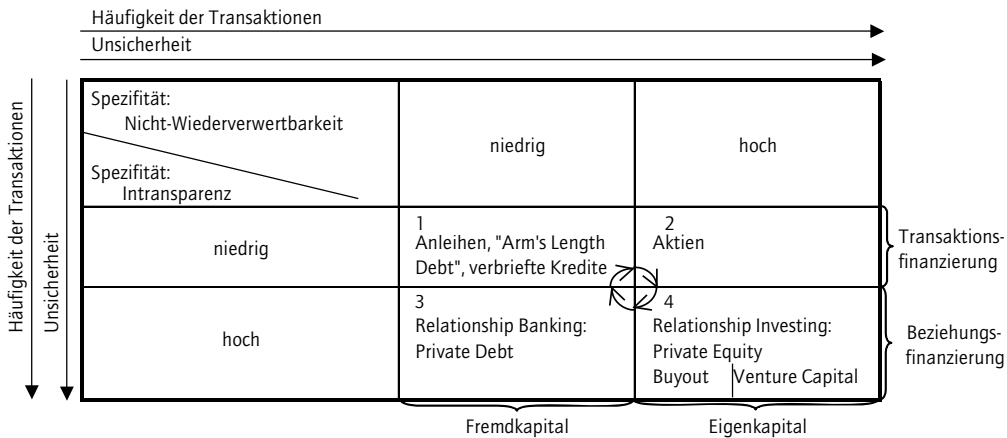 Häufigkeit der Transaktionen
Unsicherheit
Häufigkeit der Transaktionen
Unsicherheit
Spezifität:
Nicht-Wiederverwertbarkeit
Spezifität:
Intransparenz
niedrig
hoch
niedrig
1
Anleihen, "Arm's Length
Debt", verbriefte Kredite
2
Aktien
Transaktions-
finanzierung
hoch
3
Relationship Banking:
Private Debt
4
Relationship Investing:
Private Equity
Buyout Venture Capital
Beziehungs-
finanzierung
Fremdkapital
Eigenkapital